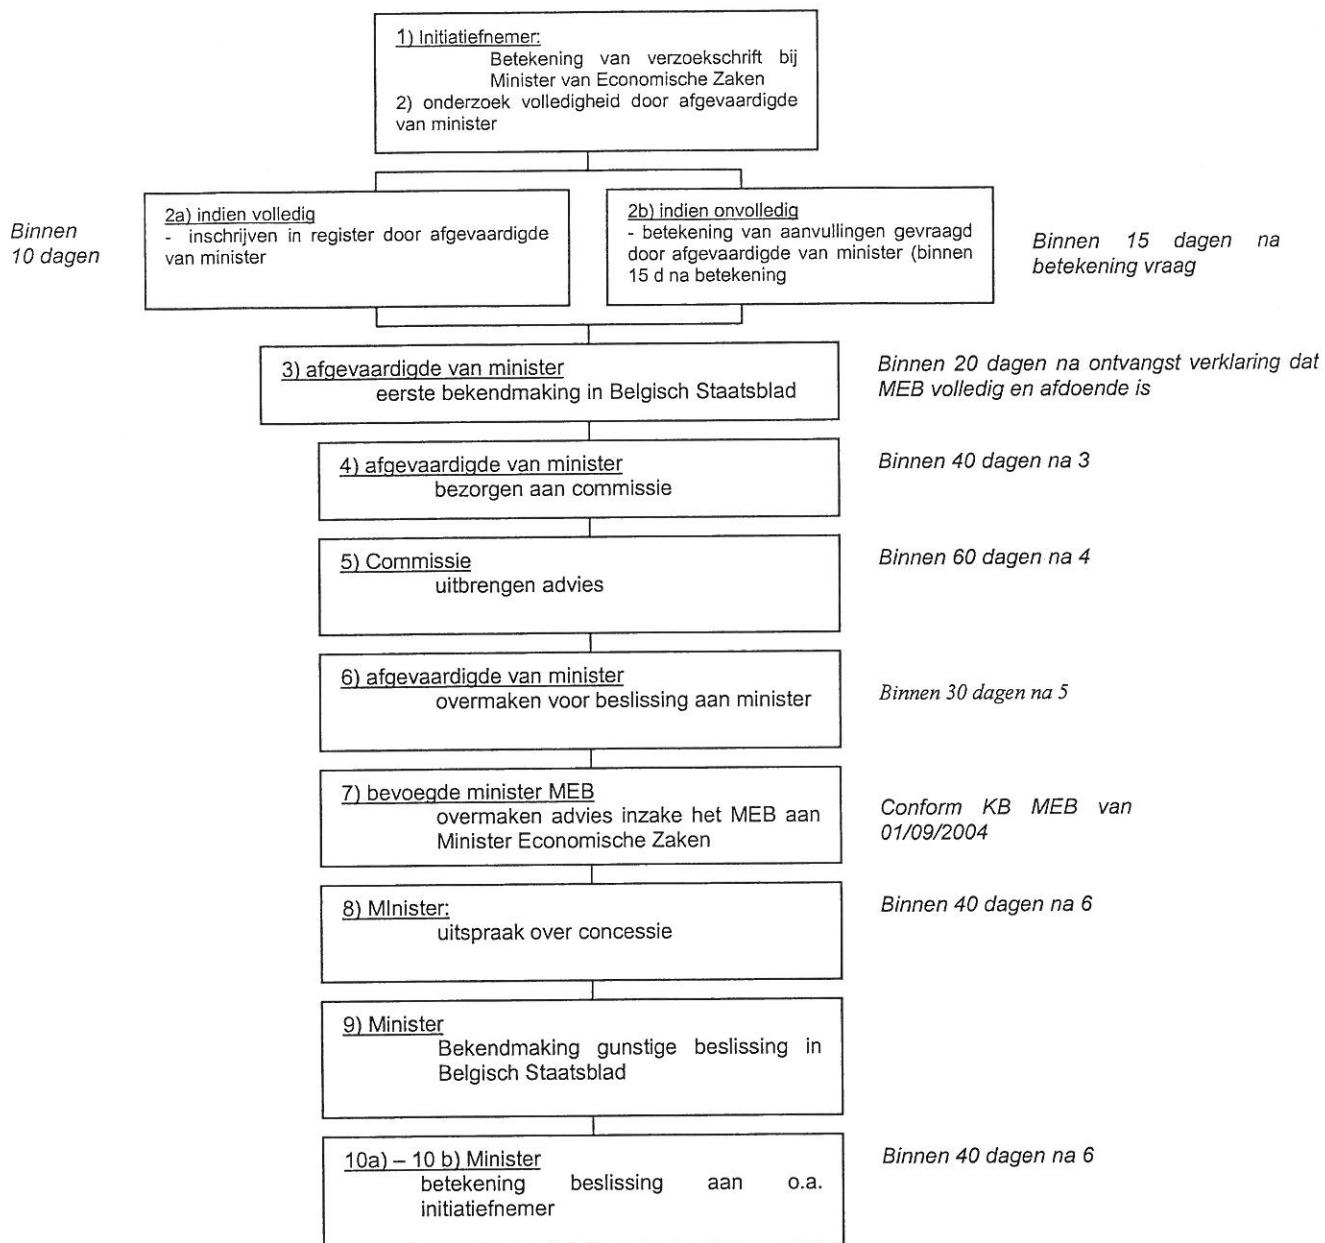 1) Initiatiefnemer:
Betekening van verzoekschrift bij
Minister van Economische Zaken
2) onderzoek volledigheid door afgevaardigde
van minister
Binnen
10 dagen
2a) indien volledig
- inschrijven in register door afgevaardigde
van minister
2b) indien onvolledig
- betekening van aanvullingen gevraagd
door afgevaardigde van minister (binnen
15 d na betekening
Binnen 15 dagen na
betekening vraag
3) afgevaardigde van minister
eerste bekendmaking in Belgisch Staatsblad
Binnen 20 dagen na ontvangst verklaring dat
MEB volledig en afdoende is
4) afgevaardigde van minister
bezorgen aan commissie
Binnen 40 dagen na 3
5) Commissie
uitbrengen advies
Binnen 60 dagen na 4
6) afgevaardigde van minister
overmaken voor beslissing aan minister
Binnen 30 dagen na 5
7) bevoegde minister MEB
overmaken advies inzake het MEB aan
Minister Economische Zaken
Conform KB MEB van
01/09/2004
8) MInister:
uitspraak over concessie
Binnen 40 dagen na 6
9) Minister
Bekendmaking gunstige beslissing in
Belgisch Staatsblad
10a) – 10 b) Minister
betekening beslissing aan o.a.
initiatiefnemer
Binnen 40 dagen na 6